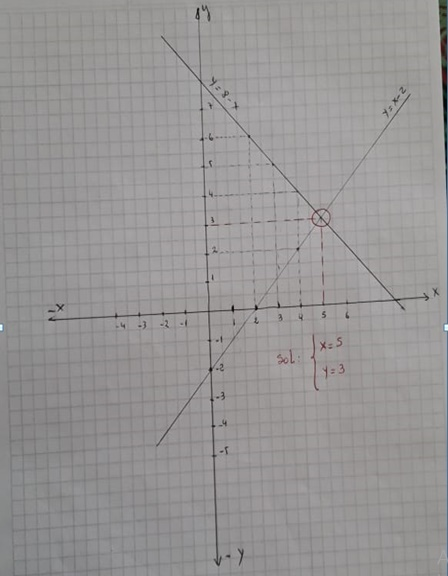 y
y = 8 - x
y = x - 2
7
6
5
4
3
2
1
-x
x
-4 -3 -2 -1 1 2 3 4 5 6
-1
-2
-3
-4
-5
Sol: { x = 5
y = 3
-y